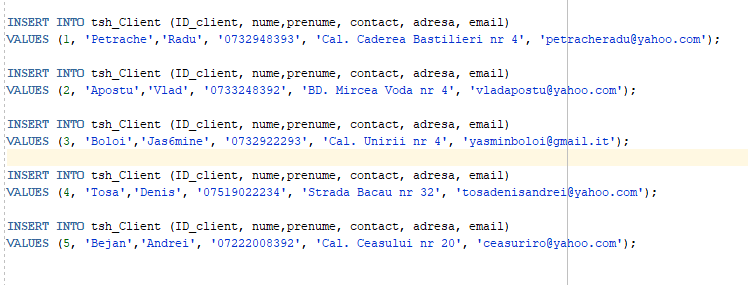 INSERT INTO tsh_Client (ID_client, nume,prenume, contact, adresa, email)
VALUES (1, 'Petrache','Radu', '0732948393', 'Cal. Caderea Bastilieri nr 4', 'petracheradu@yahoo.com');
INSERT INTO tsh_Client (ID_client, nume,prenume, contact, adresa, email)
VALUES (2, 'Apostu','Vlad', '0733248392', 'BD. Mircea Voda nr 4', 'vladapostu@yahoo.com');
INSERT INTO tsh_Client (ID_client, nume,prenume, contact, adresa, email)
VALUES (3, 'Boloi','Jas6mine', '0732922293', 'Cal. Unirii nr 4', 'yasminboloi@gmail.it');
INSERT INTO tsh_Client (ID_client, nume,prenume, contact, adresa, email)
VALUES (4, 'Tosa','Denis', '07519022234', 'Strada Bacau nr 32', 'tosadenisandrei@yahoo.com');
INSERT INTO tsh_Client (ID_client, nume,prenume, contact, adresa, email)
VALUES (5, 'Bejan','Andrei', '07222008392', 'Cal. Ceasului nr 20', 'ceasuriro@yahoo.com');